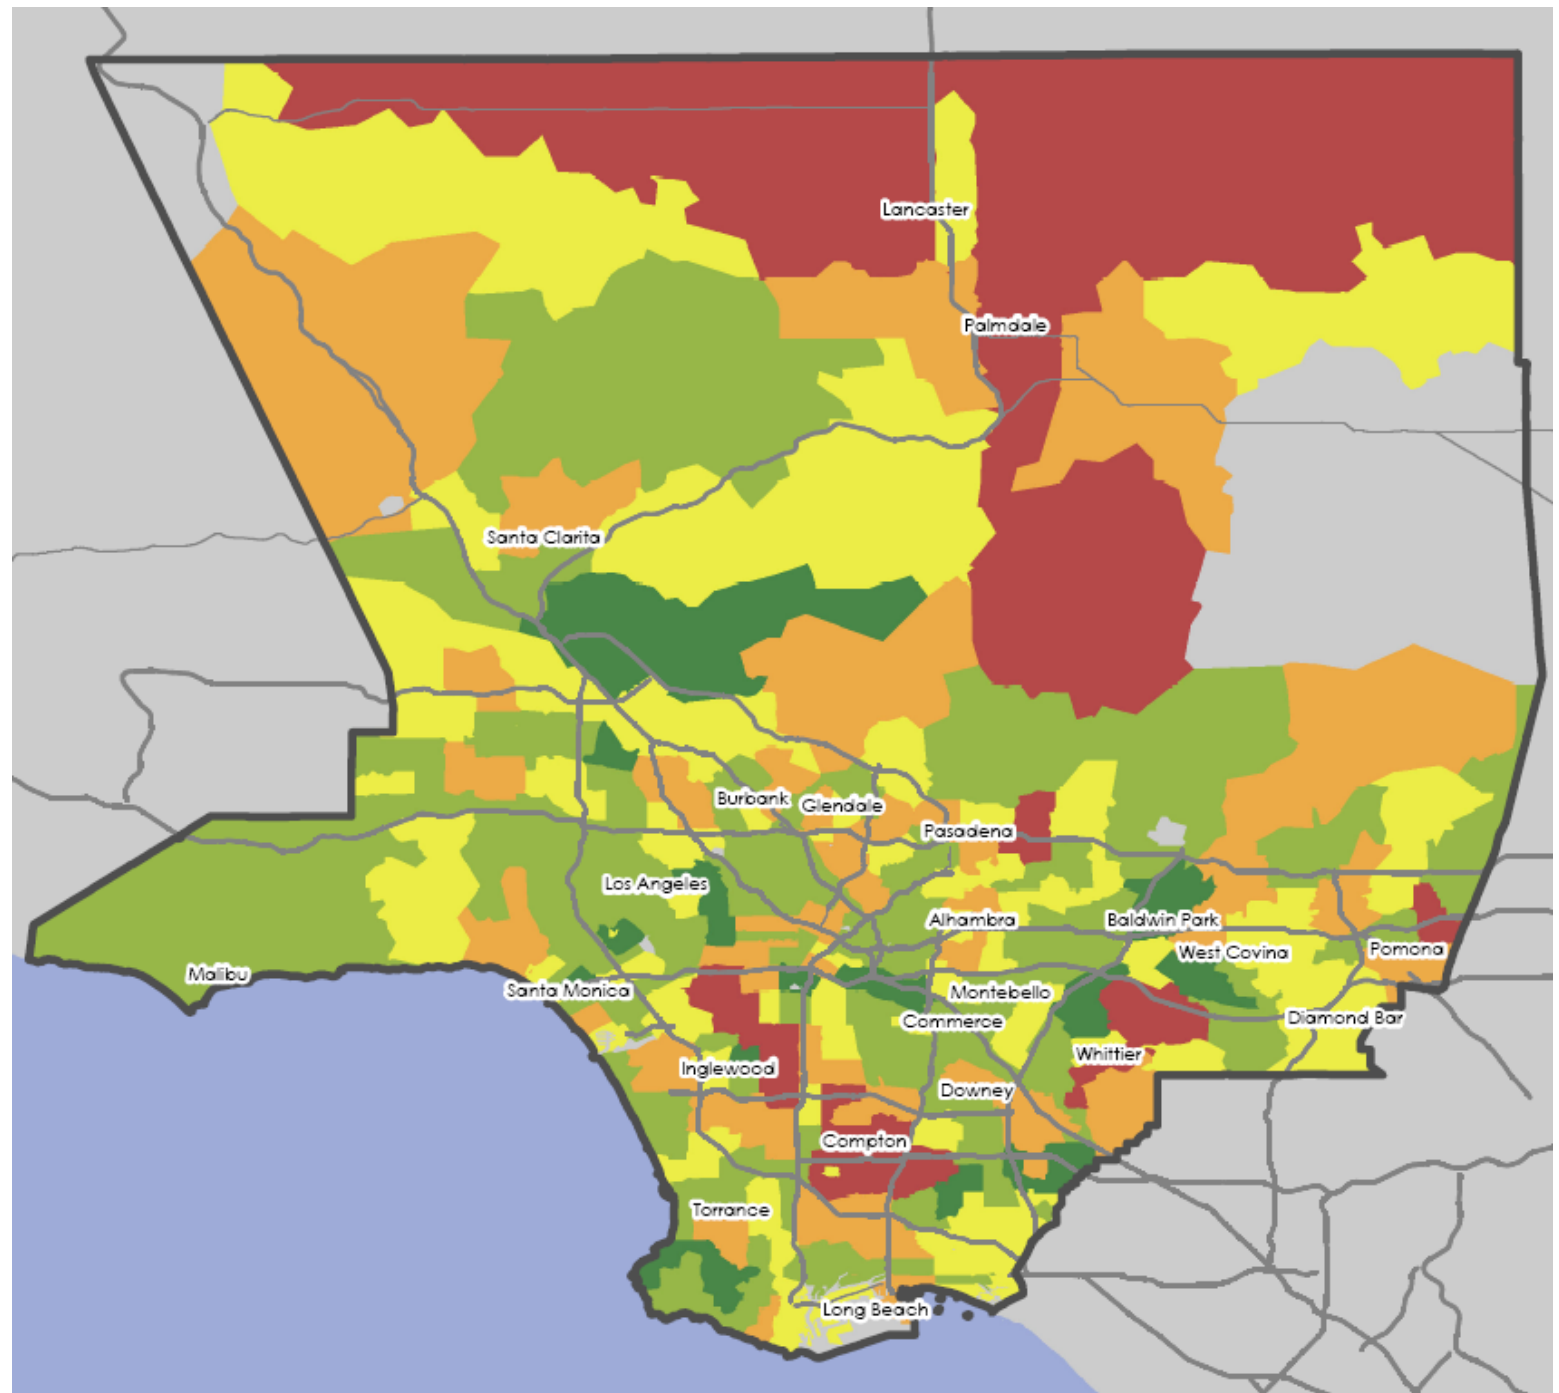 Lancaster
Palmdale
Santa Clarita
Burbank
Glendale
Pasadena
Los Angeles
Alhambra
Baldwin Park
West Covina
Pomona
Malibu
Santa Monica
Montebello
Commerce
Diamond Bar
Whittier
Inglewood
Downey
Compton
Torrance
Long Beach